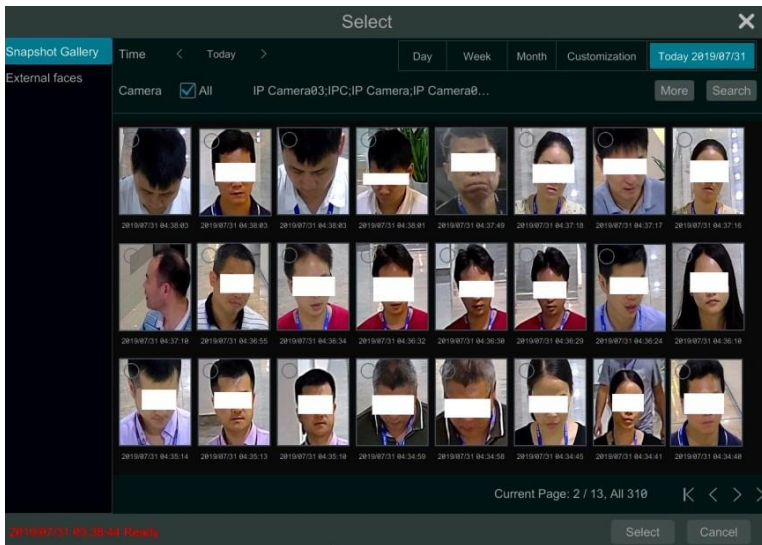 Select
Snapshot Gallery
External faces
Time < Today >
Day Week Month Customization Today 2019/07/31
Camera All IP Camera03;IPC;IP Camera;IP Camera0...
More Search
2019/07/31 04:38:03 2019/07/31 04:38:03 2019/07/31 04:38:03 2019/07/31 04:38:01 2019/07/31 04:37:49 2019/07/31 04:37:18 2019/07/31 04:37:17 2019/07/31 04:37:16
2019/07/31 04:37:10 2019/07/31 04:36:55 2019/07/31 04:36:34 2019/07/31 04:36:32 2019/07/31 04:36:30 2019/07/31 04:36:29 2019/07/31 04:36:24 2019/07/31 04:36:10
2019/07/31 04:35:14 2019/07/31 04:35:13 2019/07/31 04:35:10 2019/07/31 04:34:59 2019/07/31 04:34:58 2019/07/31 04:34:45 2019/07/31 04:34:41 2019/07/31 04:34:40
Current Page: 2 / 13, All 310
2019/07/31 03:38:44 Ready
Select Cancel